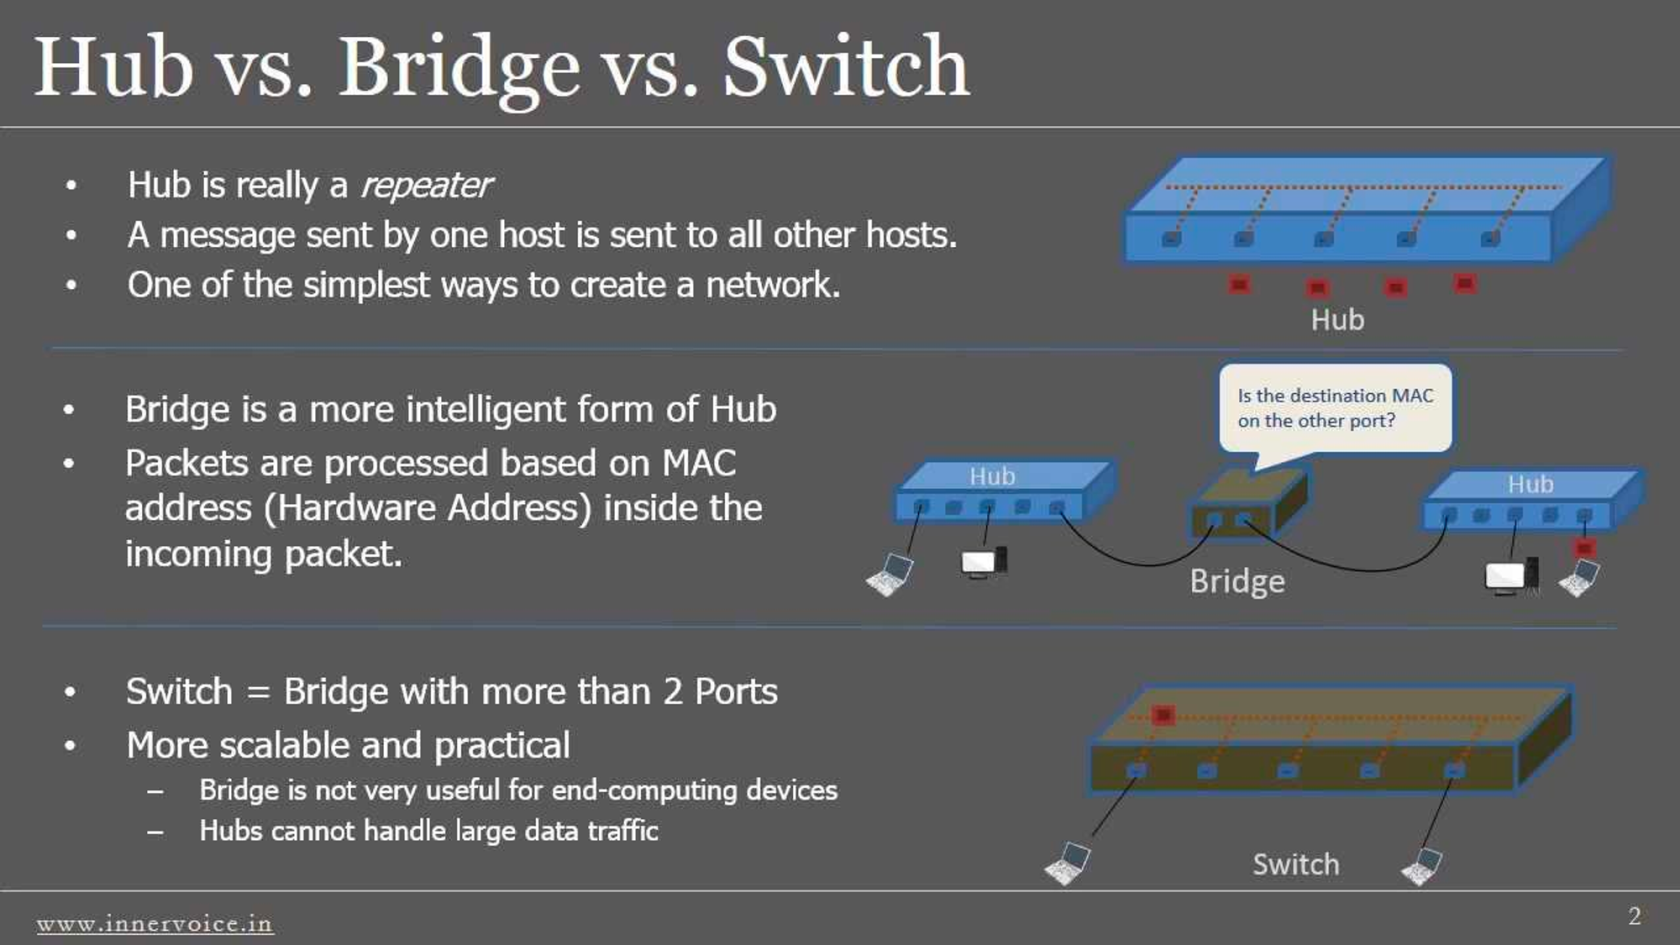 Hub vs. Bridge vs. Switch
• Hub is really a repeater
• A message sent by one host is sent to all other hosts.
• One of the simplest ways to create a network.
Hub
• Bridge is a more intelligent form of Hub
• Packets are processed based on MAC
address (Hardware Address) inside the
incoming packet.
Is the destination MAC
on the other port?
Hub
Hub
Bridge
• Switch = Bridge with more than 2 Ports
• More scalable and practical
– Bridge is not very useful for end-computing devices
– Hubs cannot handle large data traffic
Switch
www.innervoice.in
2